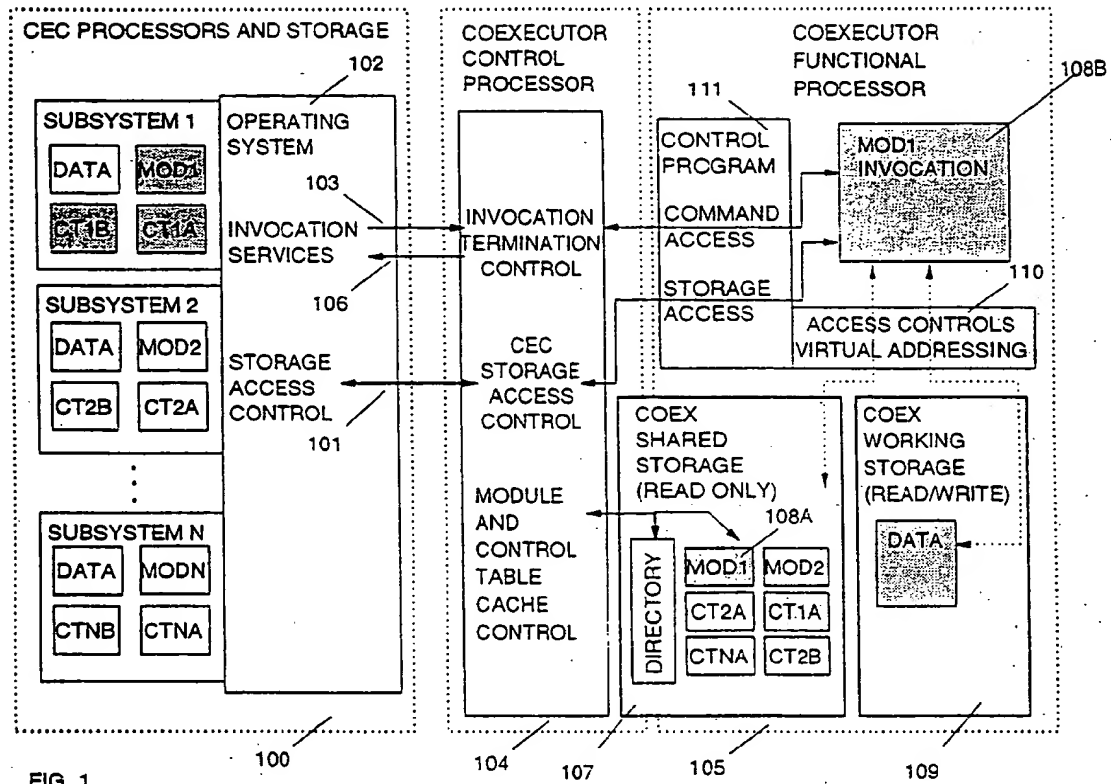 CEC PROCESSORS AND STORAGE
102
SUBSYSTEM 1
DATA
MOD1
CT1B
CT1A
OPERATING
SYSTEM
103
INVOCATION
SERVICES
106
SUBSYSTEM 2
DATA
MOD2
CT2B
CT2A
STORAGE
ACCESS
CONTROL
101
SUBSYSTEM N
DATA
MODN
CTNB
CTNA
100
COEXECUTOR
CONTROL
PROCESSOR
INVOCATION
TERMINATION
CONTROL
CEC
STORAGE
ACCESS
CONTROL
MODULE
AND
CONTROL
TABLE
CACHE
CONTROL
104
COEXECUTOR
FUNCTIONAL
PROCESSOR
108B
111
CONTROL
PROGRAM
COMMAND
ACCESS
STORAGE
ACCESS
MOD1
INVOCATION
110
ACCESS CONTROLS
VIRTUAL ADDRESSING
COEX
SHARED
STORAGE
(READ ONLY)
108A
DIRECTORY
MOD1
MOD2
CT2A
CT1A
CTNA
CT2B
107
105
COEX
WORKING
STORAGE
(READ/WRITE)
DATA
109
FIG. 1